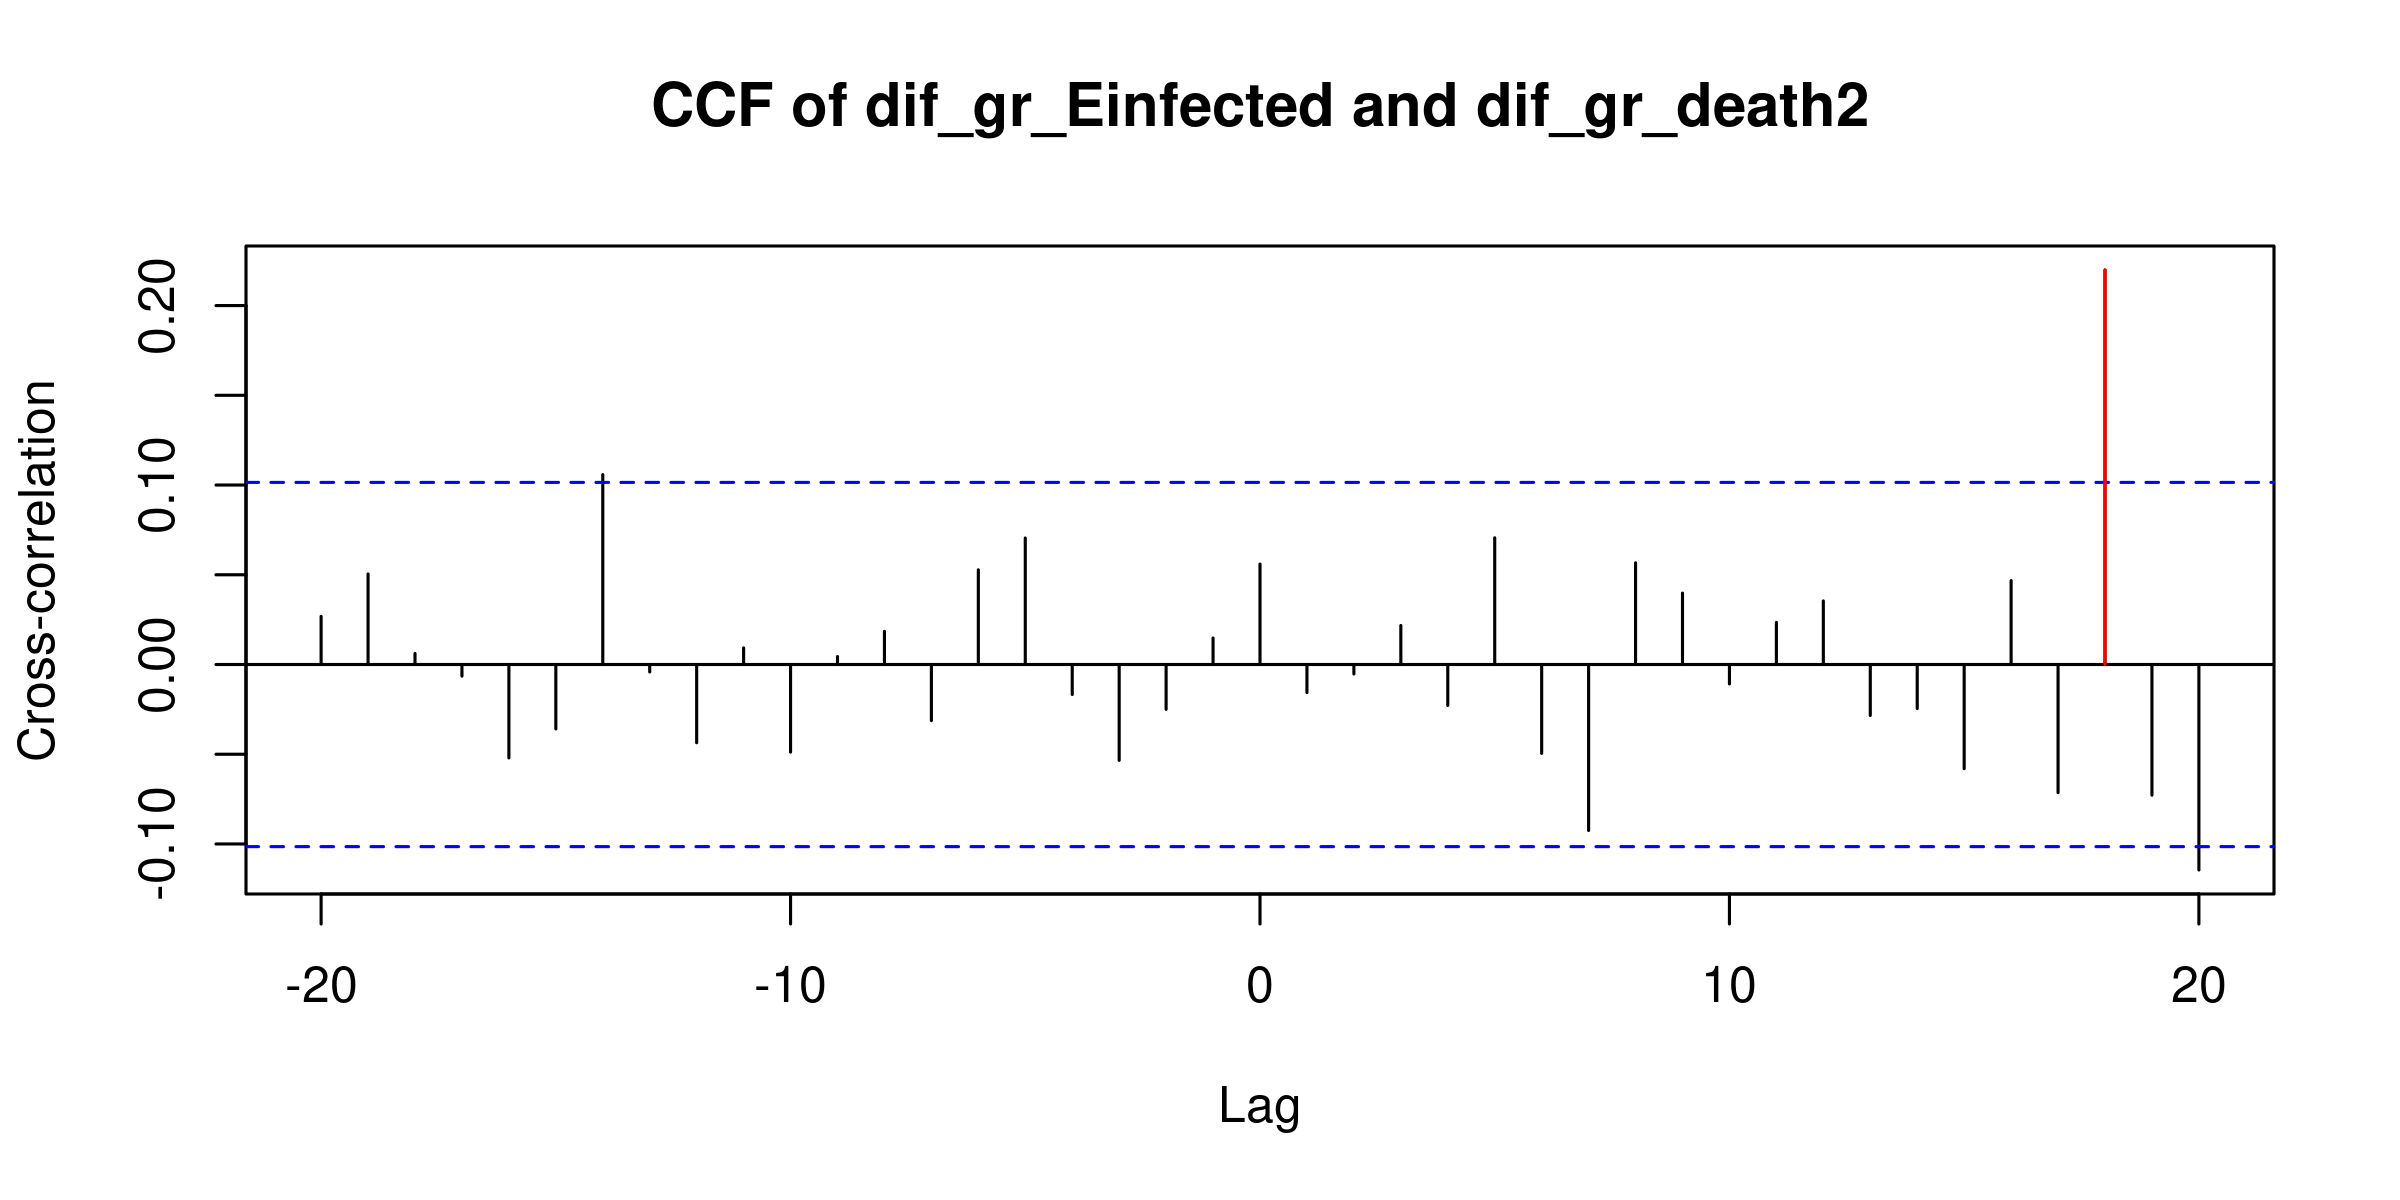 CCF of dif_gr_Einfected and dif_gr_death2
Cross-correlation
0.20
0.10
0.00
-0.10
-20 -10 0 10 20
Lag